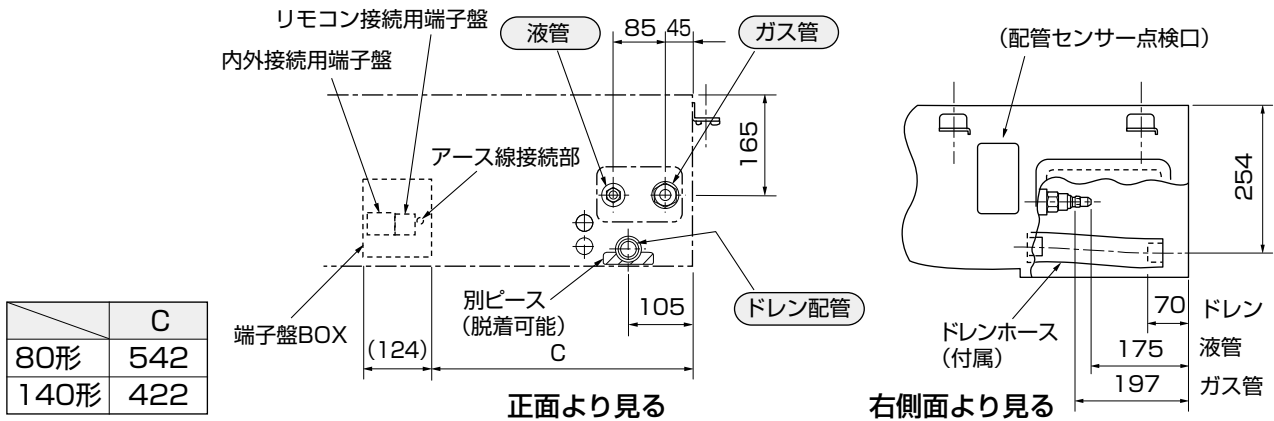 リモコン接続用端子盤
内外接続用端子盤
液管
85
45
ガス管
165
アース線接続部
端子盤BOX
別ピース
(脱着可能)
105
ドレン配管
(124)
C
正面より見る
C
80形 542
140形 422
(配管センサー点検口)
254
ドレンホース
(付属)
70 ドレン
175 液管
197 ガス管
右側面より見る